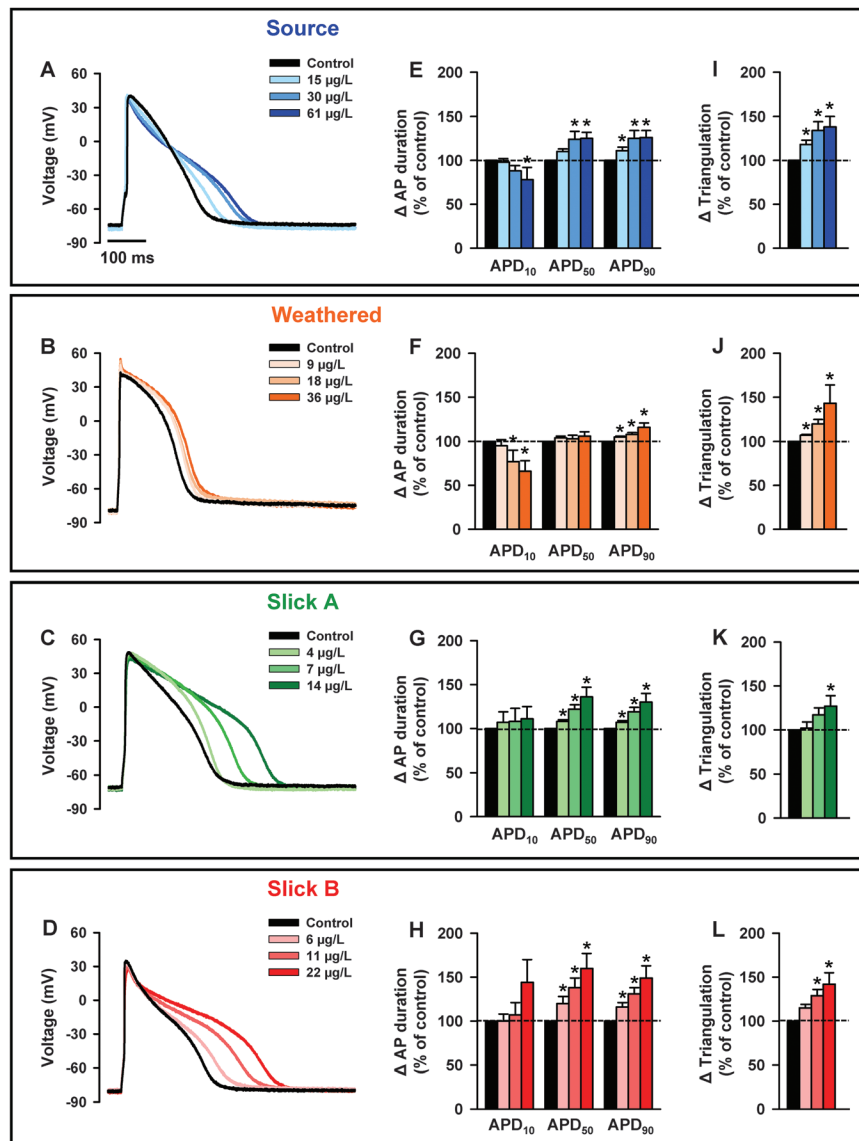 Source
A
60
30
0
-30
-60
-90
Voltage (mV)
100 ms
Control
15 µg/L
30 µg/L
61 µg/L
E
200
150
100
50
0
Δ AP duration
(% of control)
*
**
***
APD10
APD50
APD90
I
200
150
100
50
0
Δ Triangulation
(% of control)
* * *
Weathered
B
60
30
0
-30
-60
-90
Voltage (mV)
Control
9 µg/L
18 µg/L
36 µg/L
F
200
150
100
50
0
Δ AP duration
(% of control)
* *
* * *
APD10
APD50
APD90
J
200
150
100
50
0
Δ Triangulation
(% of control)
* * *
Slick A
C
60
30
0
-30
-60
-90
Voltage (mV)
Control
4 µg/L
7 µg/L
14 µg/L
G
200
150
100
50
0
Δ AP duration
(% of control)
* * *
* * *
APD10
APD50
APD90
K
200
150
100
50
0
Δ Triangulation
(% of control)
*
Slick B
D
60
30
0
-30
-60
-90
Voltage (mV)
Control
6 µg/L
11 µg/L
22 µg/L
H
200
150
100
50
0
Δ AP duration
(% of control)
* * *
* * *
APD10
APD50
APD90
L
200
150
100
50
0
Δ Triangulation
(% of control)
* *